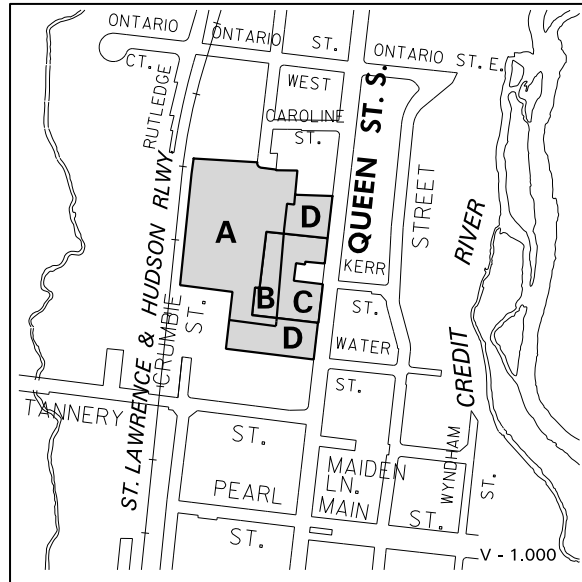 ONTARIO
ONTARIO
ST.
ONTARIO ST. E.
CT.
RUTLEDGE
WEST
CAROLINE
ST.
QUEEN ST. S.
STREET
RIVER
CREDIT
ST. LAWRENCE & HUDSON RLWY.
CRUMBIE
ST.
A
D
B
C
D
KERR
ST.
WATER
ST.
TANNERY
ST.
MAIDEN
LN.
MAIN
ST.
PEARL
ST.
WYNDHAM
ST.
V - 1.000